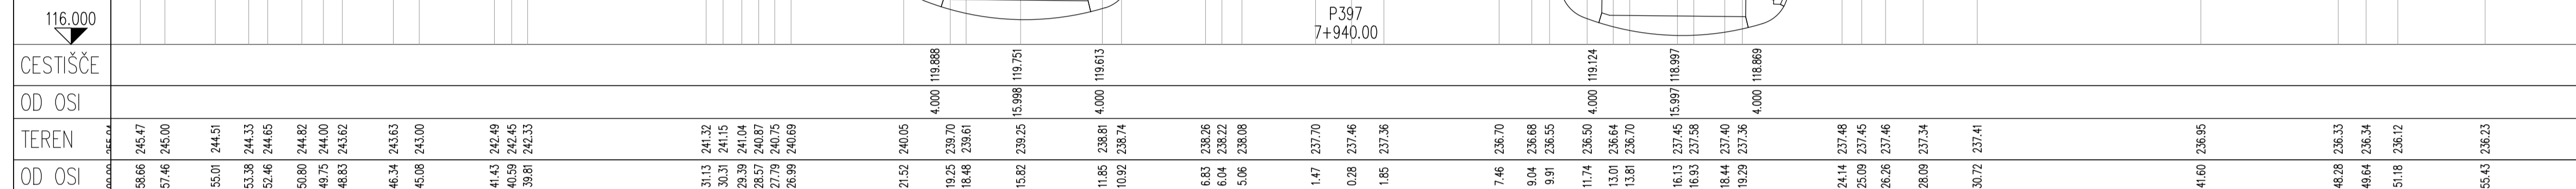 116.000
P397
7+940.00
CESTIŠČE 119.888 119.751 119.613 119.124 118.997 118.869
OD OSI 4.000 15.998 4.000 4.000 15.997 4.000
TEREN 245.47 245.00 244.51 244.33 244.65 244.82 244.00 243.62 243.63 243.00 242.49 242.45 242.33 241.32 241.15 241.04 240.87 240.75 240.69 240.05 239.70 239.61 239.25 238.81 238.74 238.26 238.22 238.08 237.70 237.46 237.36 236.70 236.68 236.55 236.50 236.64 236.70 237.45 237.58 237.40 237.36 237.48 237.45 237.46 237.34 237.41 236.95 236.33 236.34 236.12 236.23
OD OSI 58.66 57.46 55.01 53.38 52.46 50.80 49.75 48.83 46.34 45.08 41.43 40.59 39.81 31.13 30.31 29.39 28.57 27.79 26.99 21.52 19.25 18.48 15.82 11.85 10.92 6.83 6.04 5.06 1.47 0.28 1.85 7.46 9.04 9.91 11.74 13.01 13.81 16.13 16.93 18.44 19.29 24.14 25.09 26.26 28.09 30.72 41.60 48.28 49.64 51.18 55.43